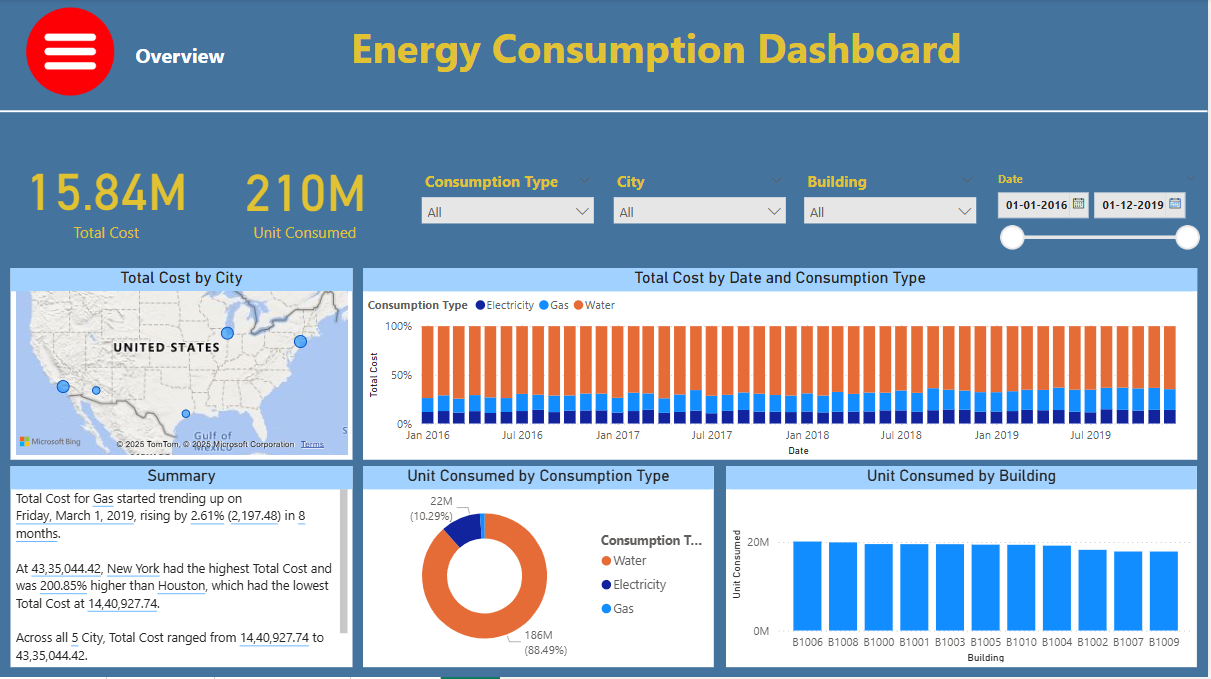 Overview
Energy Consumption Dashboard
15.84M
Total Cost
210M
Unit Consumed
Consumption Type
All
City
All
Building
All
Date
01-01-2016
01-12-2019
Total Cost by City
UNITED STATES
Gulf of
Mexico
Microsoft Bing
© 2025 TomTom, © 2025 Microsoft Corporation Terms
S
Total Cost by Date and Consumption Type
Consumption Type Electricity Gas Water
Total Cost
100%
50%
0%
Jan 2016 Jul 2016 Jan 2017 Jul 2017 Jan 2018 Jul 2018 Jan 2019 Jul 2019
Date
Summary
Total Cost for Gas started trending up on
Friday, March 1, 2019, rising by 2.61% (2,197.48) in 8
months.
At 43,35,044.42, New York had the highest Total Cost and
was 200.85% higher than Houston, which had the lowest
Total Cost at 14,40,927.74.
Across all 5 City, Total Cost ranged from 14,40,927.74 to
43,35,044.42.
Unit Consumed by Consumption Type
22M
(10.29%)
186M
(88.49%)
Consumption T...
Water
Electricity
Gas
Unit Consumed by Building
Unit Consumed
20M
0M
B1006 B1008 B1000 B1001 B1003 B1005 B1010 B1004 B1002 B1007 B1009
Building